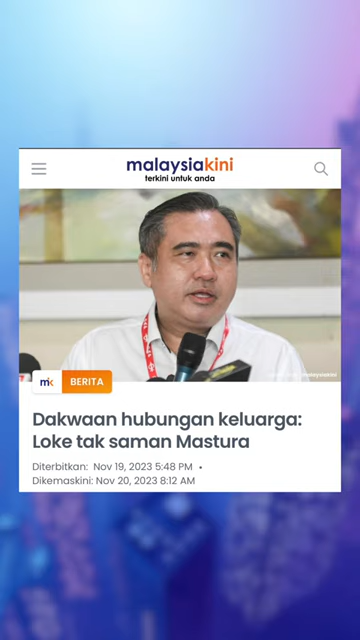 malaysiakini
terkini untuk anda
mk BERITA
Dakwaan hubungan keluarga:
Loke tak saman Mastura
Diterbitkan: Nov 19, 2023 5:48 PM •
Dikemaskini: Nov 20, 2023 8:12 AM